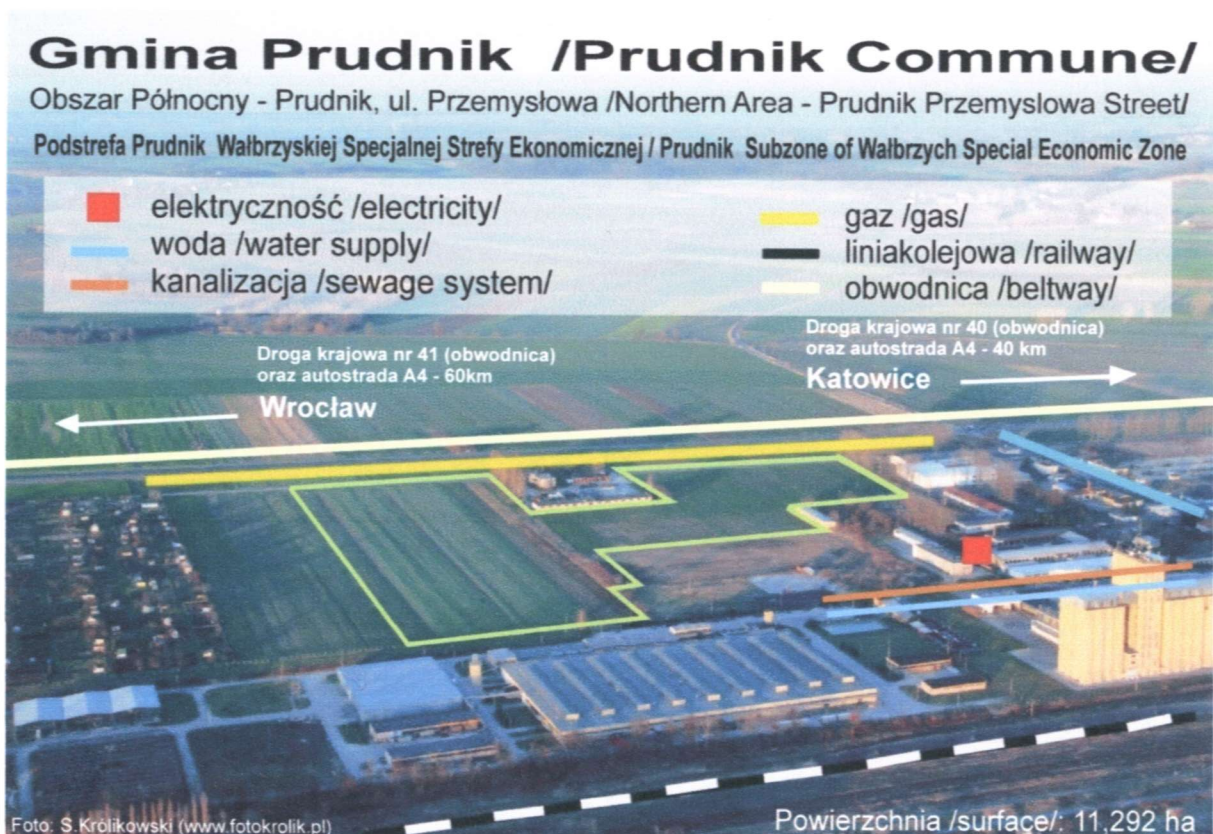 Gmina Prudnik /Prudnik Commune/
Obszar Północny - Prudnik, ul. Przemysłowa /Northern Area - Prudnik Przemyslowa Street/
Podstrefa Prudnik Wałbrzyskiej Specjalnej Strefy Ekonomicznej / Prudnik Subzone of Wałbrzych Special Economic Zone
elektryczność /electricity/
woda /water supply/
kanalizacja /sewage system/
gaz /gas/
liniakolejowa /railway/
obwodnica /beltway/
Droga krajowa nr 41 (obwodnica)
oraz autostrada A4 - 60km
Wrocław
Droga krajowa nr 40 (obwodnica)
oraz autostrada A4 - 40 km
Katowice
Foto: S.Królikowski (www.fotokrolik.pl)
Powierzchnia /surface/: 11,292 ha